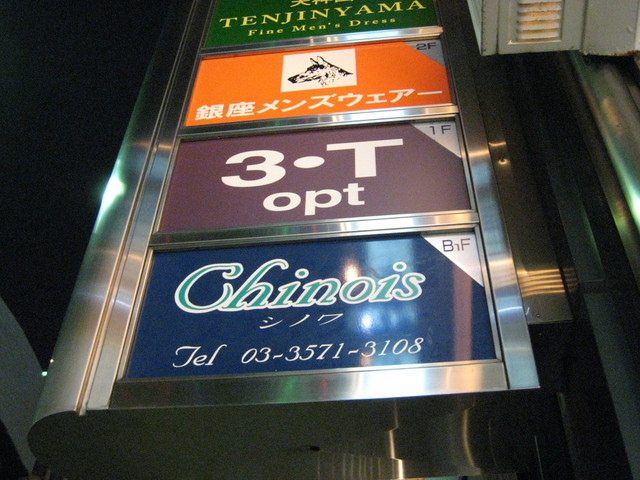 TENJINYAMA
Fine Men's Dress
2F
銀座メンズウェアー
1F
3・T
opt
B1F
Chinois
シノワ
Tel 03-3571-3108